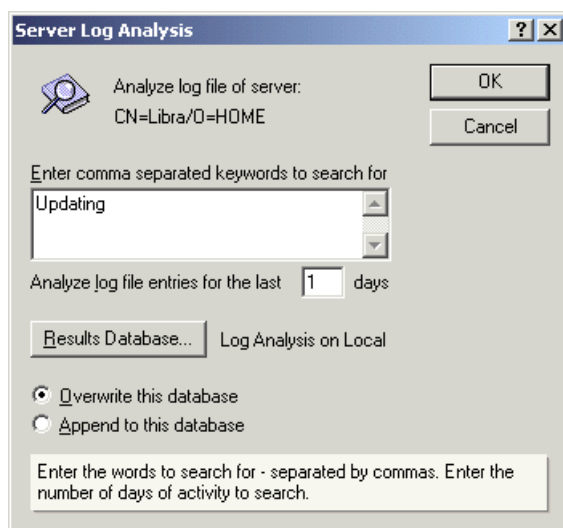 Server Log Analysis
Analyze log file of server:
CN=Libra/O=HOME
OK
Cancel
Enter comma separated keywords to search for
Updating
Analyze log file entries for the last 1 days
Results Database... Log Analysis on Local
Overwrite this database
Append to this database
Enter the words to search for - separated by commas. Enter the
number of days of activity to search.